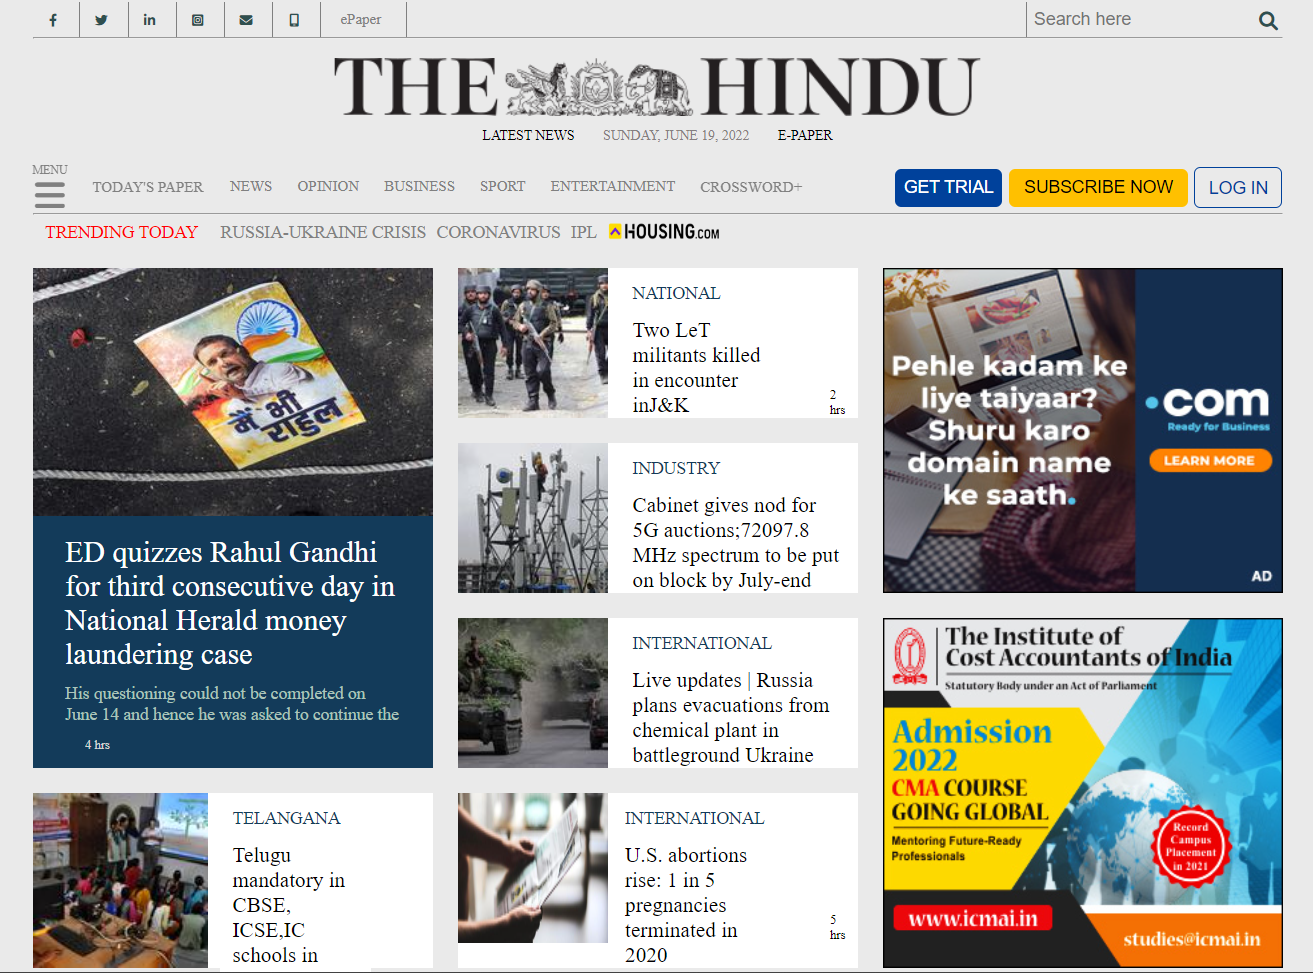 ePaper
Search here
THE HINDU
LATEST NEWS SUNDAY, JUNE 19, 2022 E-PAPER
MENU
TODAY'S PAPER NEWS OPINION BUSINESS SPORT ENTERTAINMENT CROSSWORD+
GET TRIAL SUBSCRIBE NOW LOG IN
TRENDING TODAY RUSSIA-UKRAINE CRISIS CORONAVIRUS IPL HOUSING.COM
मैं भी
राहुल
ED quizzes Rahul Gandhi
for third consecutive day in
National Herald money
laundering case
His questioning could not be completed on
June 14 and hence he was asked to continue the
4 hrs
NATIONAL
Two LeT
militants killed
in encounter
inJ&K
2
hrs
INDUSTRY
Cabinet gives nod for
5G auctions;72097.8
MHz spectrum to be put
on block by July-end
INTERNATIONAL
Live updates | Russia
plans evacuations from
chemical plant in
battleground Ukraine
TELANGANA
Telugu
mandatory in
CBSE,
ICSE,IC
schools in
INTERNATIONAL
U.S. abortions
rise: 1 in 5
pregnancies
terminated in
2020
5
hrs
Pehle kadam ke
liye taiyaar?
Shuru karo
domain name
ke saath.
.com
Ready for Business
LEARN MORE
AD
The Institute of
Cost Accountants of India
Statutory Body under an Act of Parliament
Admission
2022
CMA COURSE
GOING GLOBAL
Mentoring Future-Ready
Professionals
Record
Campus
Placement
in 2021
www.icmai.in
studies@icmai.in